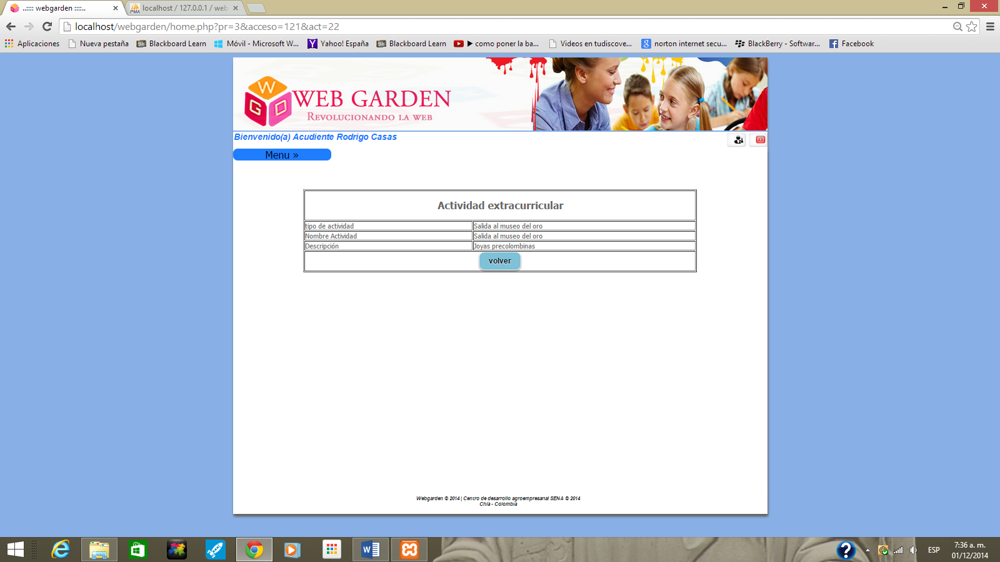 ..:::: webgarden ::::..
localhost / 127.0.0.1 / web
localhost/webgarden/home.php?pr=3&acceso=121&act=22
Aplicaciones
Nueva pestaña
Blackboard Learn
Móvil - Microsoft W...
Yahoo! España
Blackboard Learn
▶ como poner la ba...
Videos en tudiscove...
norton internet secu...
BlackBerry - Softwar...
Facebook
W
G D
WEB GARDEN
REVOLUCIONANDO LA WEB
Bienvenido(a) Acudiente Rodrigo Casas
Menu »
Actividad extracurricular
tipo de actividad Salida al museo del oro
Nombre Actividad Salida al museo del oro
Descripción Joyas precolombinas
volver
Webgarden © 2014 | Centro de desarrollo agroempresarial SENA © 2014
Chía - Colombia
ESP
7:36 a. m.
01/12/2014